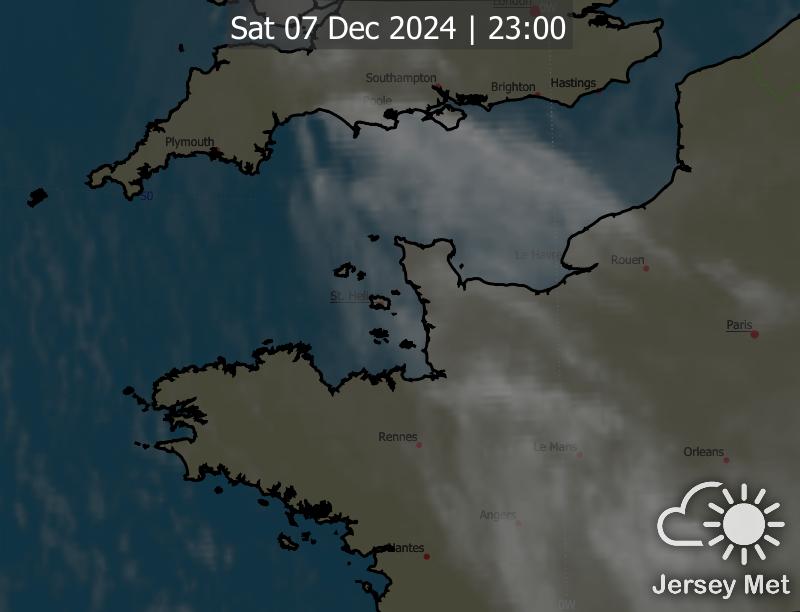 London
Sat 07 Dec 2024 | 23:00
Southampton
Brighton
Hastings
Poole
Plymouth
50
Le Havre
Rouen
St. Heli
Paris
Rennes
Le Mans
Orleans
Angers
Nantes
Jersey Met
0W